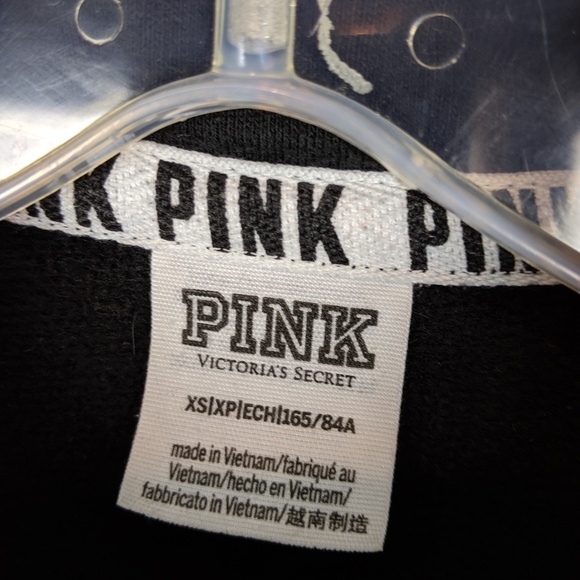 NK PINK PIN
PINK
VICTORIA'S SECRET
XS|XP|ECH|165/84A
made in Vietnam/fabriqué au
Vietnam/hecho en Vietnam/
fabbricato in Vietnam/越南制造